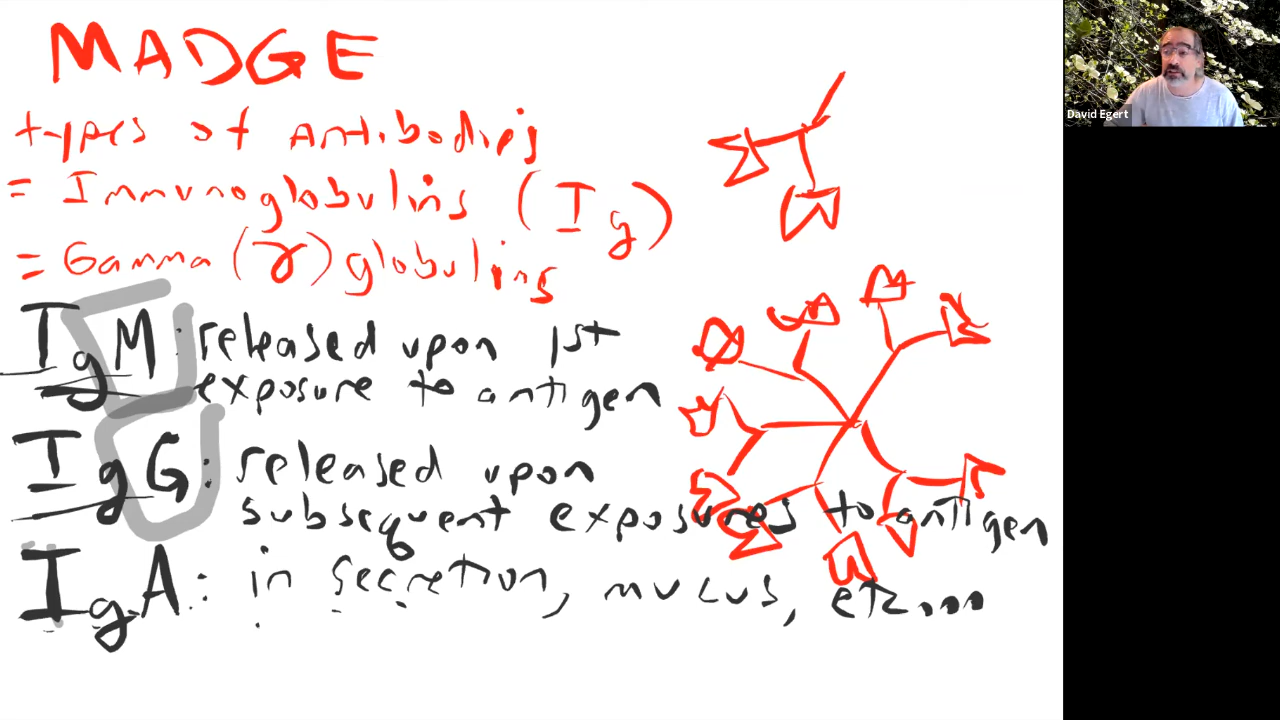 MADGE
types of Antibodies
= Immunoglobulins (Ig)
= Gamma (γ) globulins
IgM: released upon 1st
exposure to antigen
IgG: released upon
subsequent exposures to antigen
IgA: in secretion, mucus, etc...
David Egert